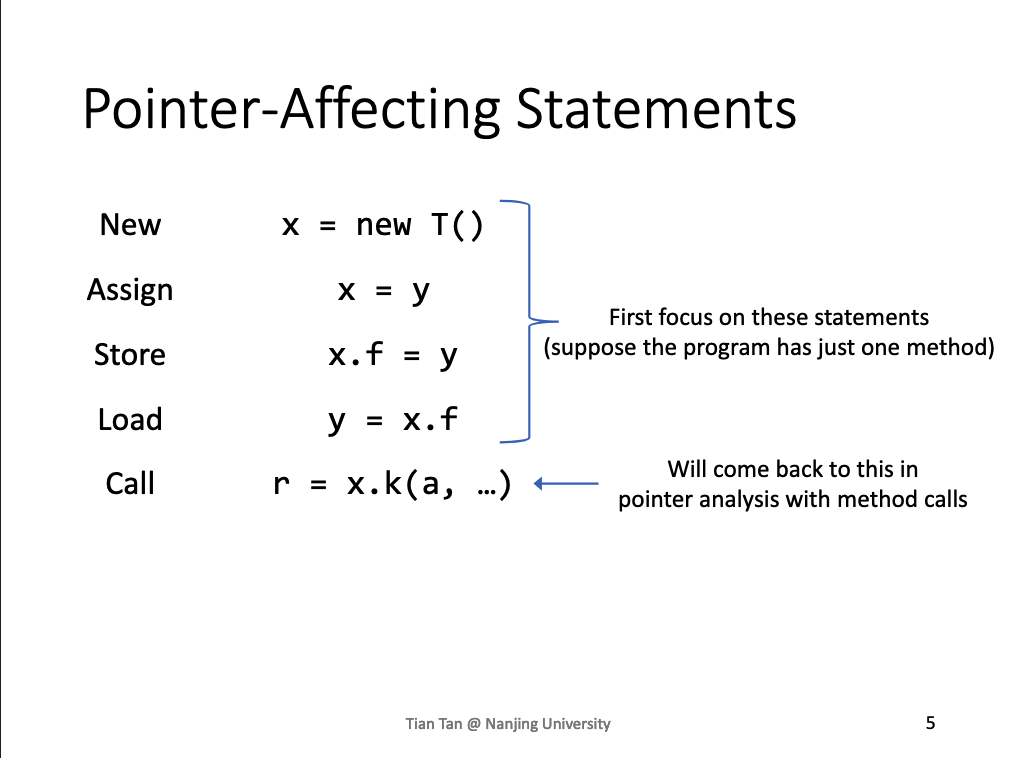 Pointer-Affecting Statements
New x = new T()
Assign x = y
Store x.f = y
Load y = x.f
First focus on these statements
(suppose the program has just one method)
Call r = x.k(a, …)
Will come back to this in
pointer analysis with method calls
Tian Tan @ Nanjing University
5